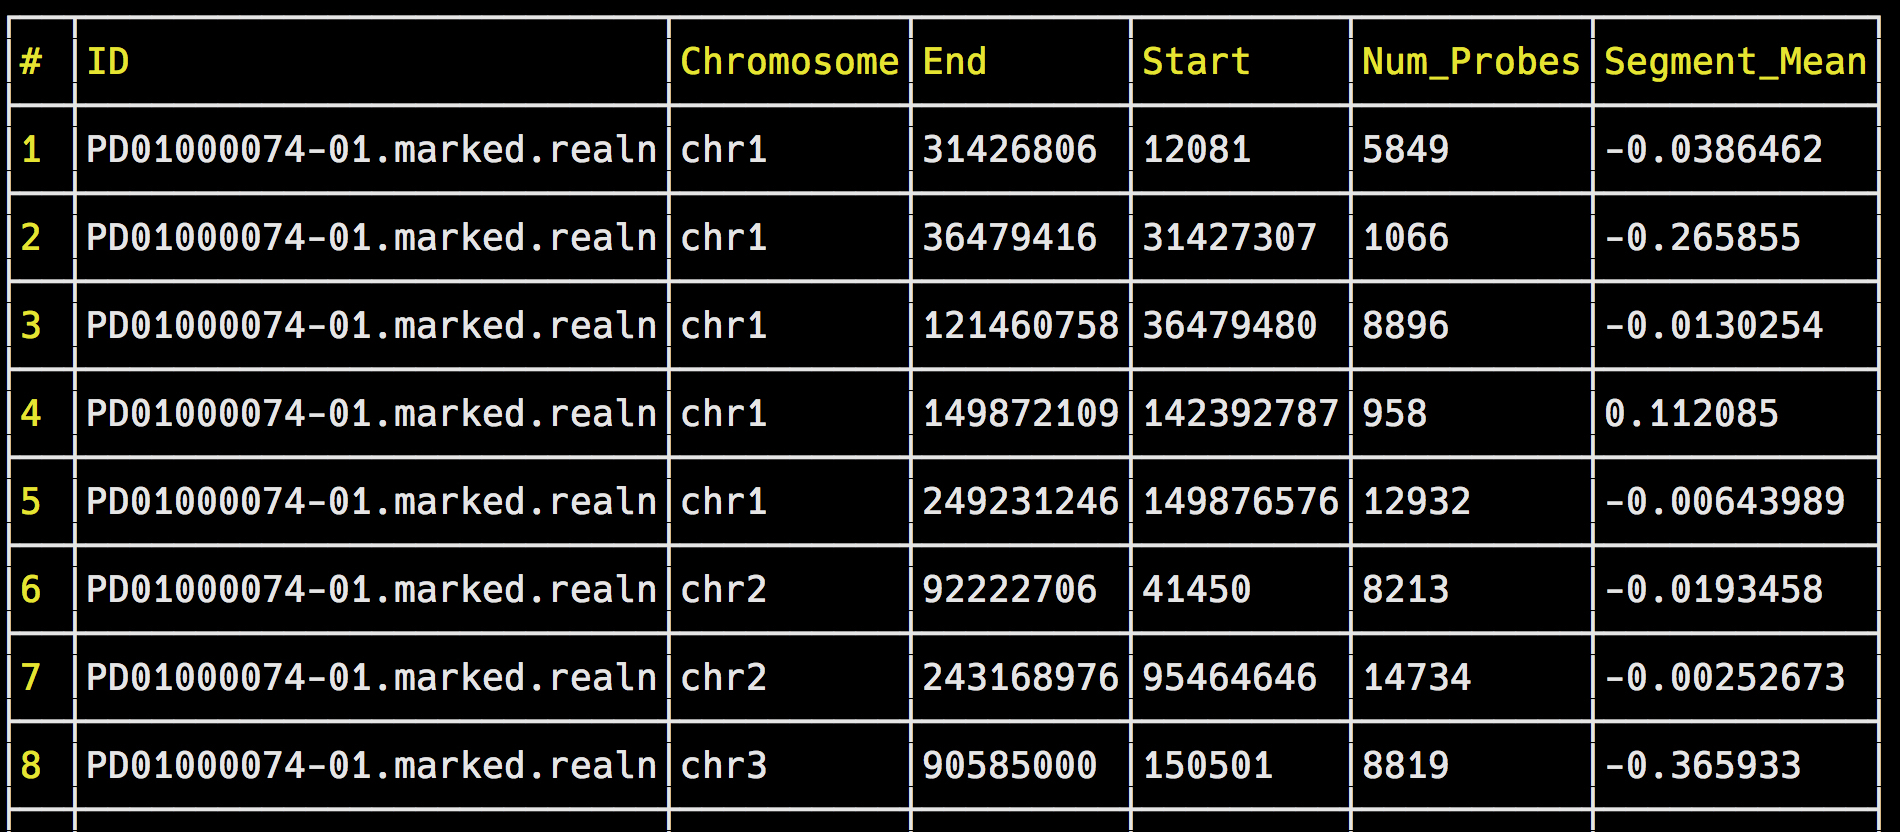 # ID Chromosome End Start Num_Probes Segment_Mean
1 PD01000074-01.marked.realn chr1 31426806 12081 5849 -0.0386462
2 PD01000074-01.marked.realn chr1 36479416 31427307 1066 -0.265855
3 PD01000074-01.marked.realn chr1 121460758 36479480 8896 -0.0130254
4 PD01000074-01.marked.realn chr1 149872109 142392787 958 0.112085
5 PD01000074-01.marked.realn chr1 249231246 149876576 12932 -0.00643989
6 PD01000074-01.marked.realn chr2 92222706 41450 8213 -0.0193458
7 PD01000074-01.marked.realn chr2 243168976 95464646 14734 -0.00252673
8 PD01000074-01.marked.realn chr3 90585000 150501 8819 -0.365933